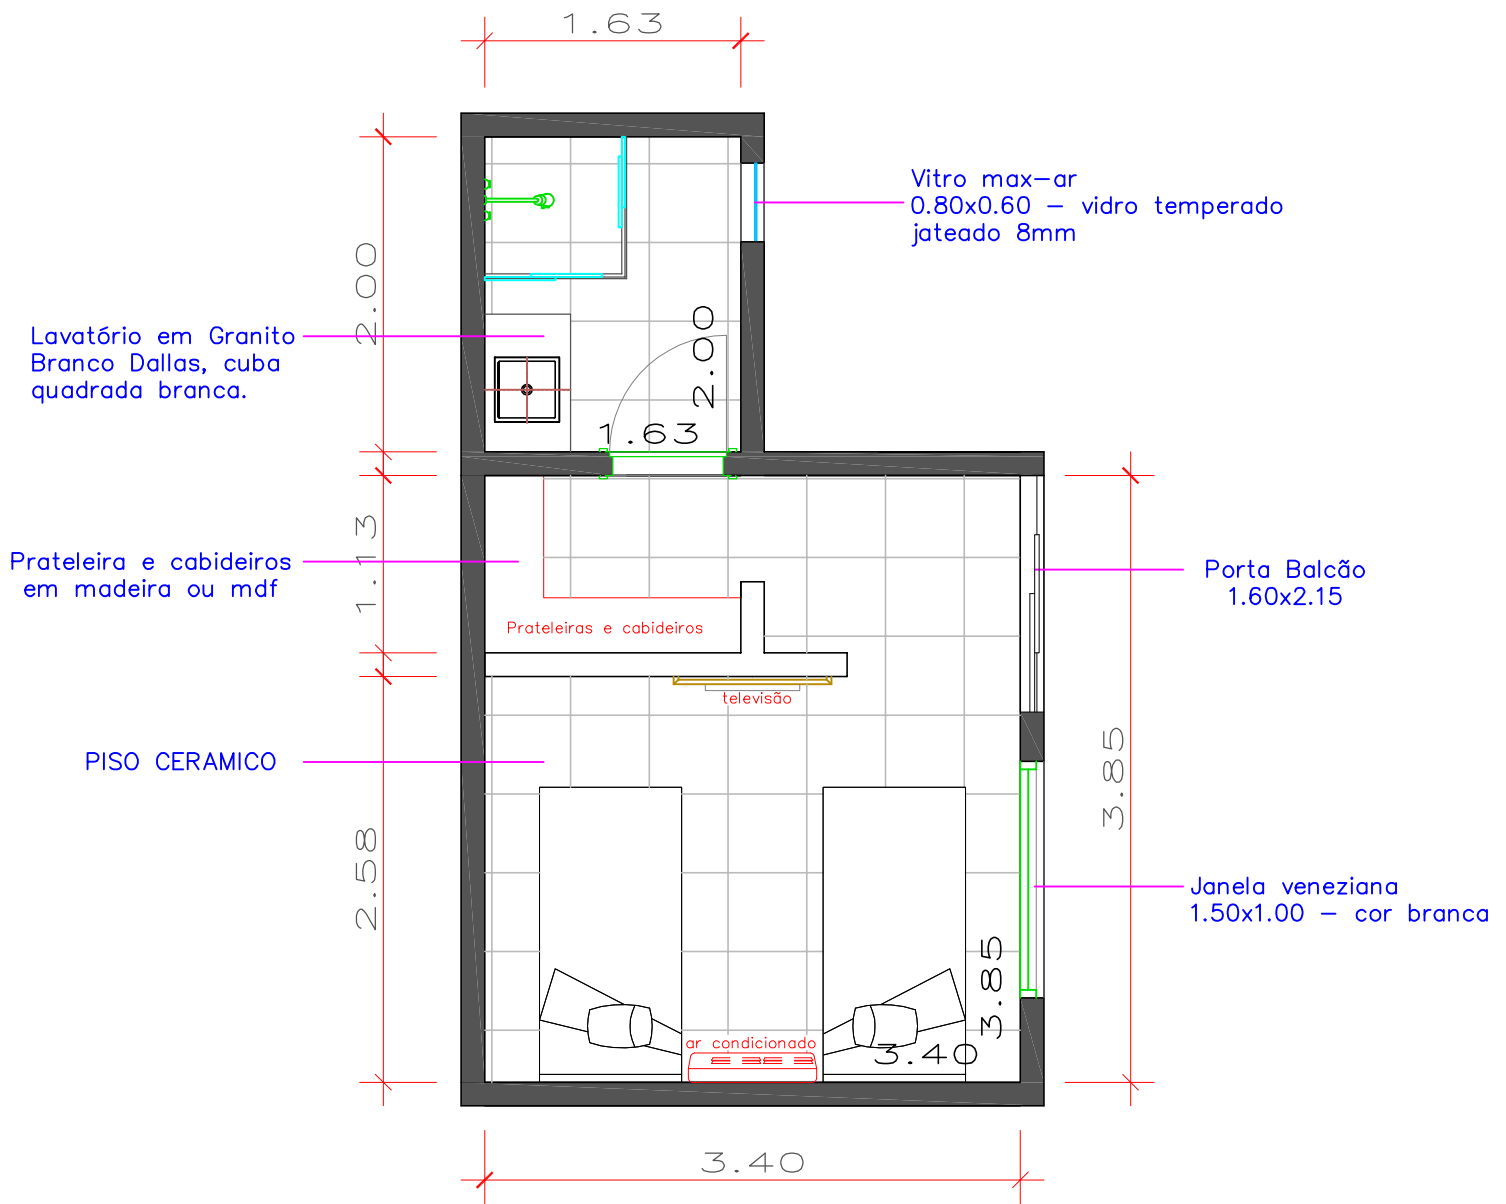 1.63
Vitro max-ar
0.80x0.60 - vidro temperado
jateado 8mm
2.00
Lavatório em Granito
Branco Dallas, cuba
quadrada branca.
2.00
1.63
1.13
Prateleira e cabideiros
em madeira ou mdf
Porta Balcão
1.60x2.15
Prateleiras e cabideiros
televisão
PISO CERAMICO
3.85
2.58
Janela veneziana
1.50x1.00 - cor branca
3.85
ar condicionado
3.40
3.40